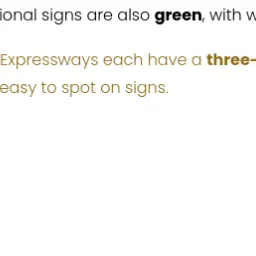 ional signs are also green, with w
Expressways each have a three-
easy to spot on signs.